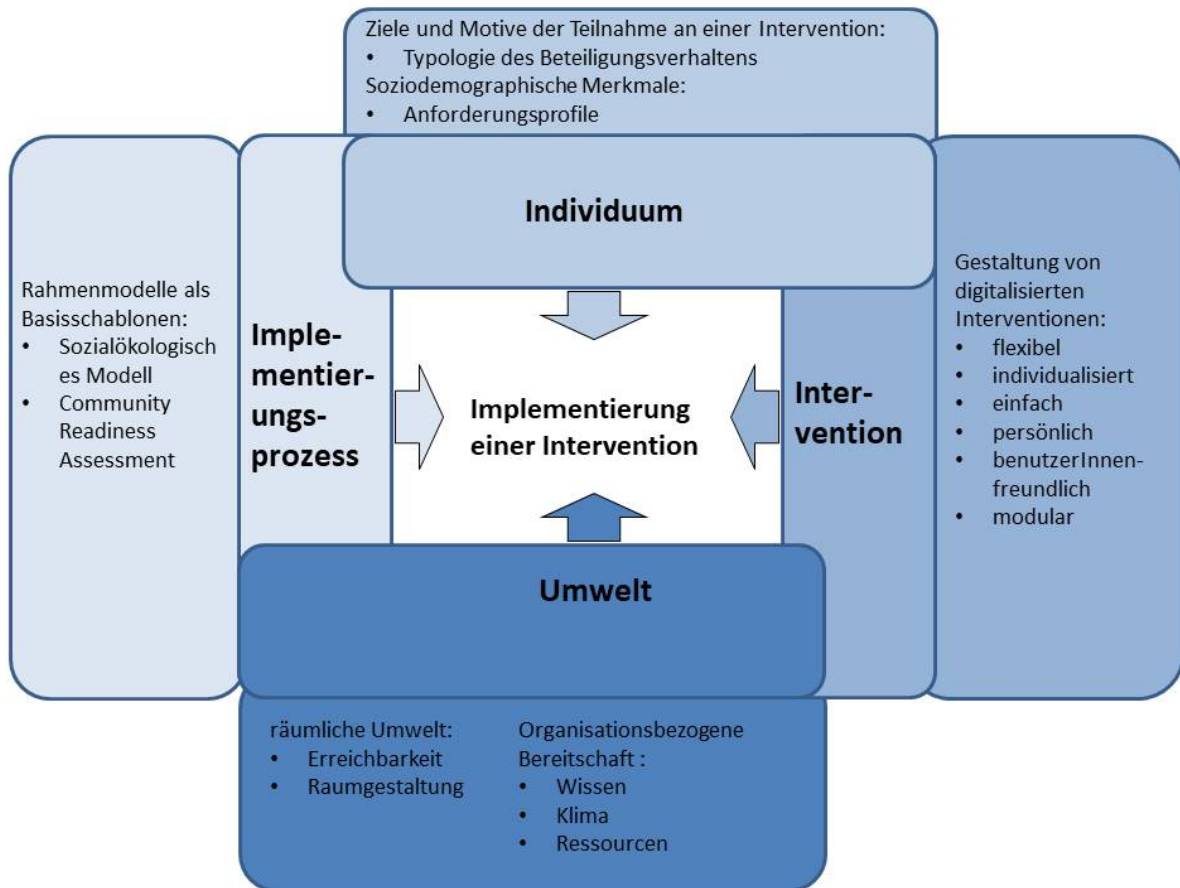 Ziele und Motive der Teilnahme an einer Intervention:
• Typologie des Beteiligungsverhaltens
Soziodemographische Merkmale:
• Anforderungsprofile
Individuum
Rahmenmodelle als
Basisschablonen:
• Sozialökologisch
es Modell
• Community
Readiness
Assessment
Imple-
mentier-
ungs-
prozess
Implementierung
einer Intervention
Inter-
vention
Gestaltung von
digitalisierten
Interventionen:
• flexibel
• individualisiert
• einfach
• persönlich
• benutzerInnen-
freundlich
• modular
Umwelt
räumliche Umwelt:
• Erreichbarkeit
• Raumgestaltung
Organisationsbezogene
Bereitschaft :
• Wissen
• Klima
• Ressourcen